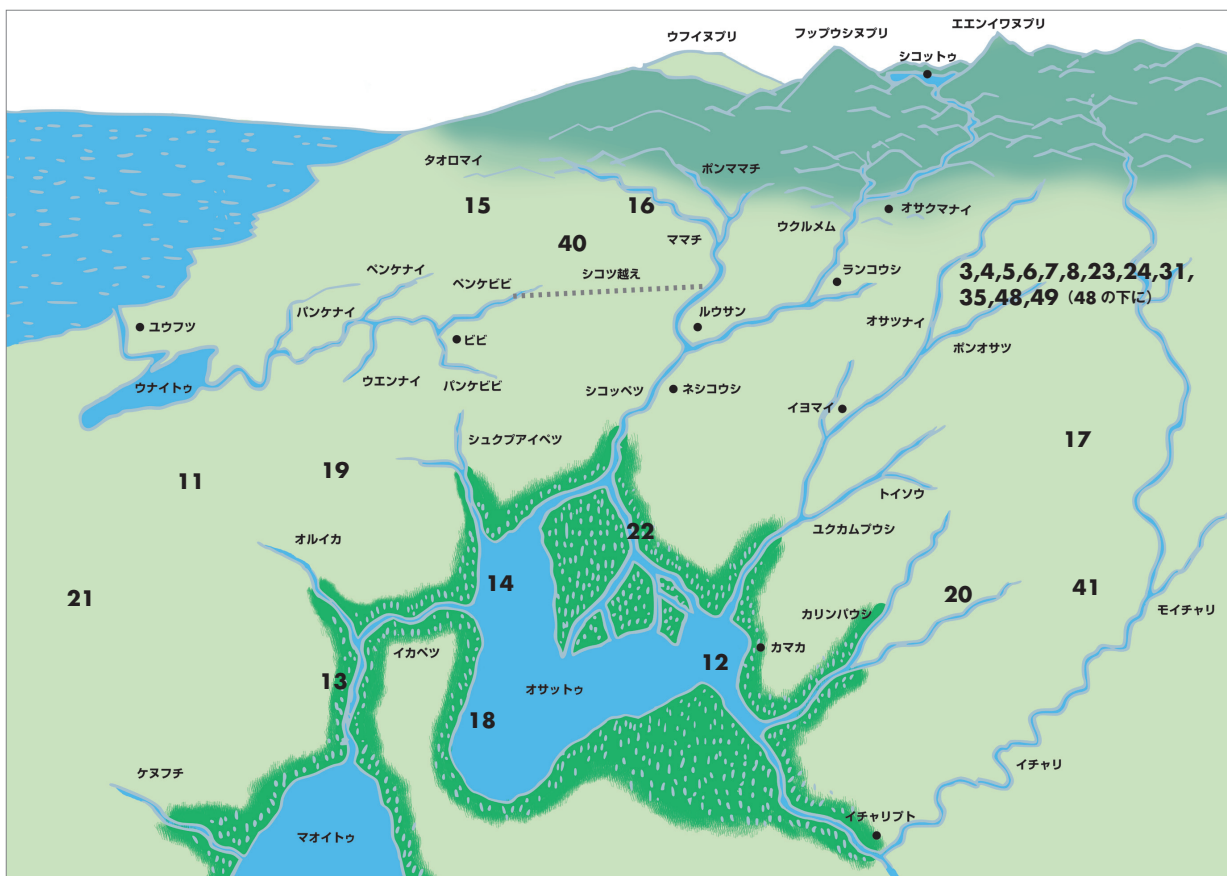 エエンイワヌプリ
フップウシヌプリ
ウフイヌプリ
シコットゥ
タオロマイ
ポンママチ
15
16
オサクマナイ
ウクルメム
ママチ
40
ペンケナイ
シコツ越え
ランコウシ
3,4,5,6,7,8,23,24,31,
35,48,49（48 の下に）
ペンケビビ
パンケナイ
オサツナイ
ユウフツ
ルウサン
ビビ
ポンオサツ
ウナイトゥ
ウエンナイ
パンケビビ
シコッペツ
ネシコウシ
イヨマイ
シュクブアイペツ
17
11
19
トイソウ
22
ユクカムブウシ
オルイカ
14
21
20
41
カリンパウシ
モイチャリ
イカベツ
カマカ
12
13
オサットゥ
18
イチャリ
ケヌフチ
イチャリブト
マオイトゥ